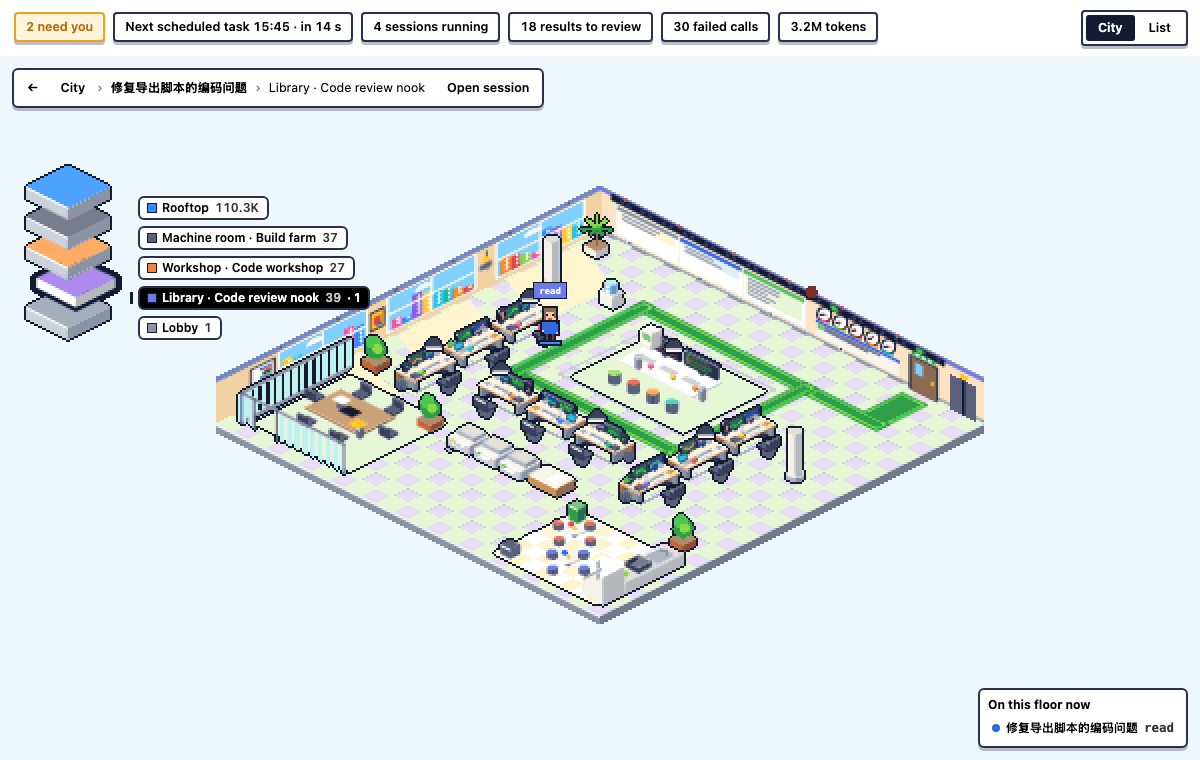 2 need you
Next scheduled task 15:45 · in 14 s
4 sessions running
18 results to review
30 failed calls
3.2M tokens
City
List
← City › 修复导出脚本的编码问题 › Library · Code review nook Open session
Rooftop 110.3K
Machine room · Build farm 37
Workshop · Code workshop 27
Library · Code review nook 39 · 1
Lobby 1
read
On this floor now
修复导出脚本的编码问题 read